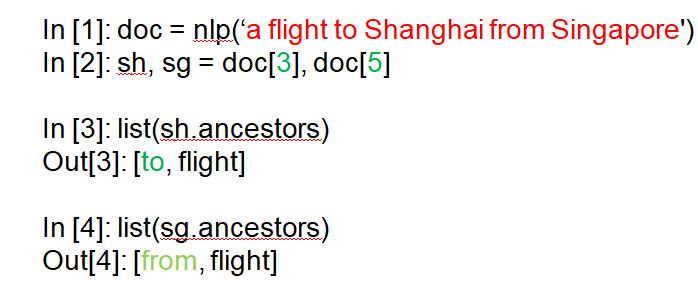 In [1]: doc = nlp(‘a flight to Shanghai from Singapore')
In [2]: sh, sg = doc[3], doc[5]
In [3]: list(sh.ancestors)
Out[3]: [to, flight]
In [4]: list(sg.ancestors)
Out[4]: [from, flight]